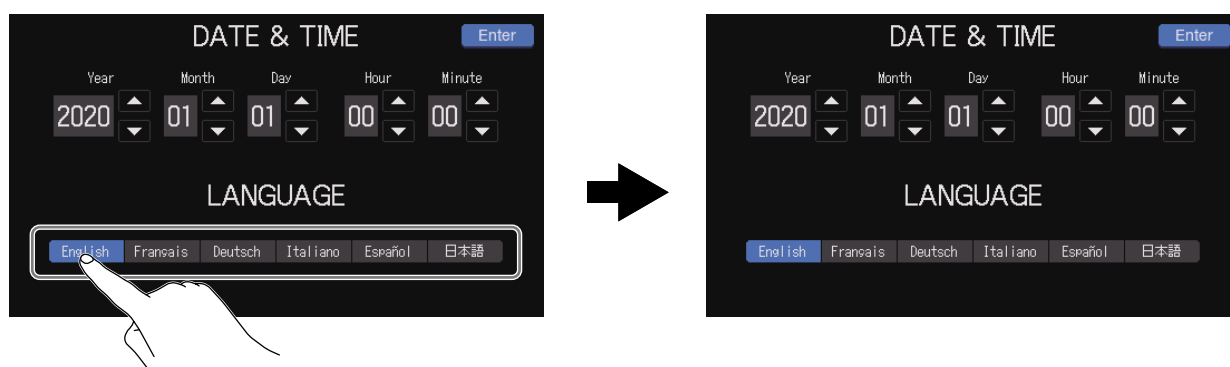 DATE & TIME Enter
Year Month Day Hour Minute
2020 01 01 00 00
LANGUAGE
English Français Deutsch Italiano Español 日本語
DATE & TIME Enter
Year Month Day Hour Minute
2020 01 01 00 00
LANGUAGE
English Français Deutsch Italiano Español 日本語